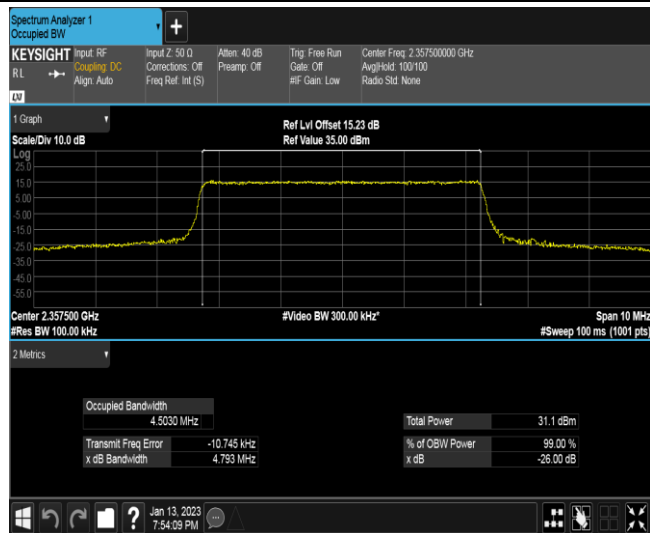 Spectrum Analyzer 1
Occupied BW
+
KEYSIGHT
RL
Input: RF
Coupling: DC
Align: Auto
Input Z: 50 Ω
Corrections: Off
Freq Ref: Int (S)
Atten: 40 dB
Preamp: Off
Trig: Free Run
Gate: Off
#IF Gain: Low
Center Freq: 2.357500000 GHz
Avg|Hold: 100/100
Radio Std: None
1 Graph
Scale/Div 10.0 dB
Ref Lvl Offset 15.23 dB
Ref Value 35.00 dBm
Log
25.0
15.0
5.00
-5.00
-15.0
-25.0
-35.0
-45.0
-55.0
Center 2.357500 GHz
#Res BW 100.00 kHz
#Video BW 300.00 kHz*
Span 10 MHz
#Sweep 100 ms (1001 pts)
2 Metrics
Occupied Bandwidth
4.5030 MHz
Total Power 31.1 dBm
Transmit Freq Error -10.745 kHz
% of OBW Power 99.00 %
x dB Bandwidth 4.793 MHz
x dB -26.00 dB
?
Jan 13, 2023
7:54:09 PM